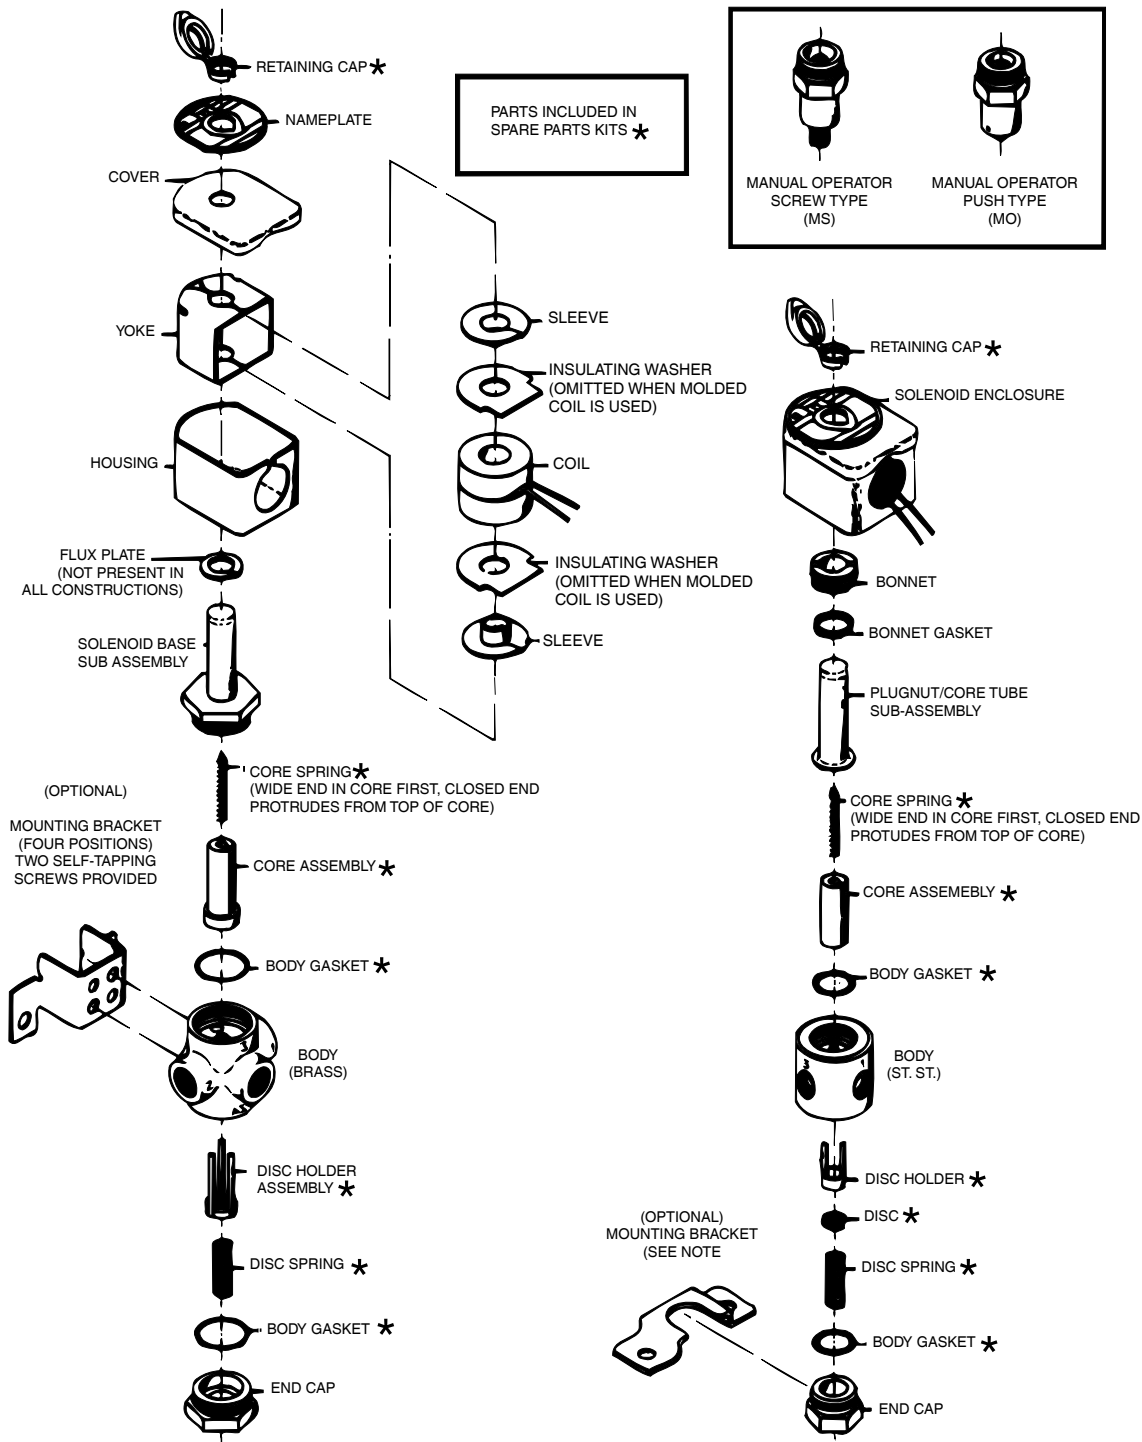 RETAINING CAP*
NAMEPLATE
COVER
YOKE
HOUSING
FLUX PLATE
(NOT PRESENT IN
ALL CONSTRUCTIONS)
SOLENOID BASE
SUB ASSEMBLY
CORE SPRING*
(WIDE END IN CORE FIRST, CLOSED END
PROTRUDES FROM TOP OF CORE)
(OPTIONAL)
MOUNTING BRACKET
(FOUR POSITIONS)
TWO SELF-TAPPING
SCREWS PROVIDED
CORE ASSEMBLY*
BODY GASKET*
BODY
(BRASS)
3
2
DISC HOLDER
ASSEMBLY*
DISC SPRING*
BODY GASKET*
END CAP
PARTS INCLUDED IN
SPARE PARTS KITS*
SLEEVE
INSULATING WASHER
(OMITTED WHEN MOLDED
COIL IS USED)
COIL
INSULATING WASHER
(OMITTED WHEN MOLDED
COIL IS USED)
SLEEVE
MANUAL OPERATOR
SCREW TYPE
(MS)
MANUAL OPERATOR
PUSH TYPE
(MO)
RETAINING CAP*
SOLENOID ENCLOSURE
BONNET
BONNET GASKET
PLUGNUT/CORE TUBE
SUB-ASSEMBLY
CORE SPRING*
(WIDE END IN CORE FIRST, CLOSED END
PROTUDES FROM TOP OF CORE)
CORE ASSEMEBLY*
BODY GASKET*
BODY
(ST. ST.)
3
DISC HOLDER*
DISC*
(OPTIONAL)
MOUNTING BRACKET
(SEE NOTE
DISC SPRING*
BODY GASKET*
END CAP